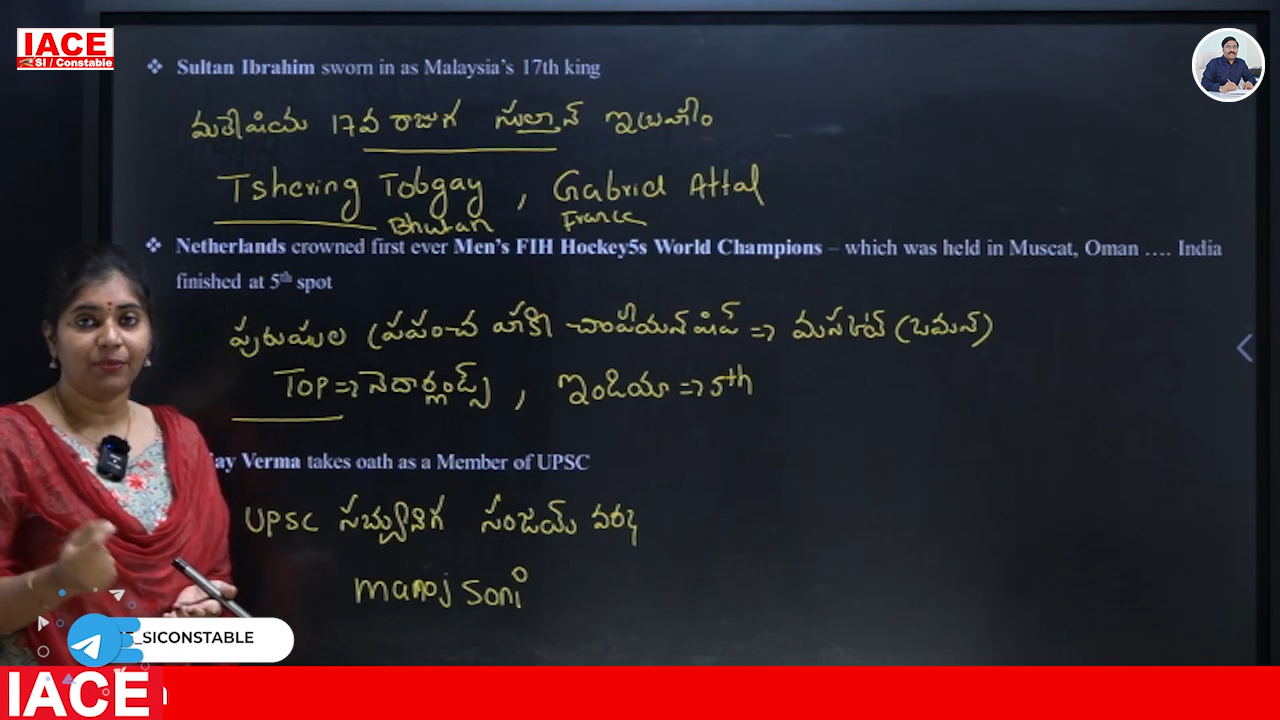 IACE
SI / Constable
❖ Sultan Ibrahim sworn in as Malaysia's 17th king
మలేషియ 17వ రాజుగ సుల్తాన్ ఇబ్రహీం
Tshering Tobgay , Gabriel Attal
Bhutan France
❖ Netherlands crowned first ever Men's FIH Hockey5s World Champions – which was held in Muscat, Oman …. India
finished at 5th spot
పురుషుల ప్రపంచ హాకీ చాంపియన్ షిప్ => మస్కట్ (ఒమన్)
Top => నెదార్లండ్స్ , ఇండియా => 5th
ay Verma takes oath as a Member of UPSC
UPSC సభ్యునిగ సంజయ్ వర్మ
manoj Soni
_SICONSTABLE
IACE